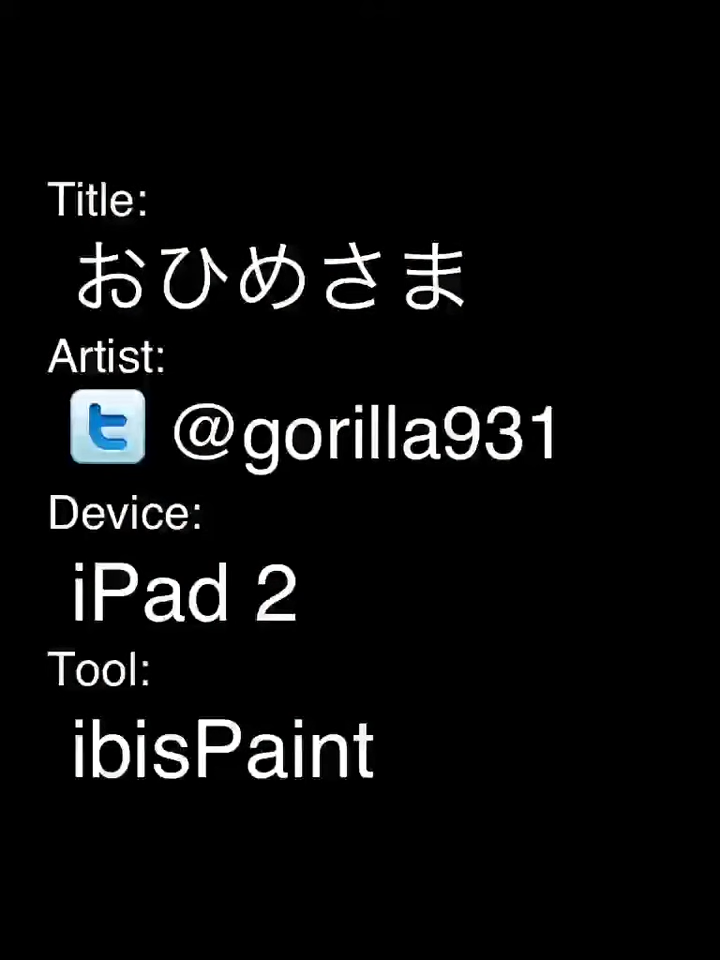 Title:
おひめさま
Artist:
@gorilla931
Device:
iPad 2
Tool:
ibisPaint